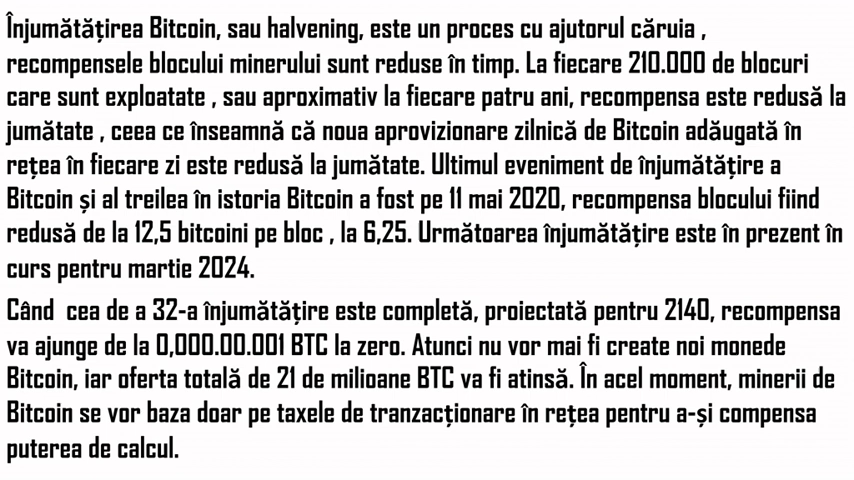 Înjumătățirea Bitcoin, sau halvening, este un proces cu ajutorul căruia ,
recompensele blocului minerului sunt reduse în timp. La fiecare 210.000 de blocuri
care sunt exploatate , sau aproximativ la fiecare patru ani, recompensa este redusă la
jumătate , ceea ce înseamnă că noua aprovizionare zilnică de Bitcoin adăugată în
rețea în fiecare zi este redusă la jumătate. Ultimul eveniment de înjumătățire a
Bitcoin și al treilea în istoria Bitcoin a fost pe 11 mai 2020, recompensa blocului fiind
redusă de la 12,5 bitcoini pe bloc , la 6,25. Următoarea înjumătățire este în prezent în
curs pentru martie 2024.
Când cea de a 32-a înjumătățire este completă, proiectată pentru 2140, recompensa
va ajunge de la 0,000.00.001 BTC la zero. Atunci nu vor mai fi create noi monede
Bitcoin, iar oferta totală de 21 de milioane BTC va fi atinsă. În acel moment, minerii de
Bitcoin se vor baza doar pe taxele de tranzacționare în rețea pentru a-și compensa
puterea de calcul.